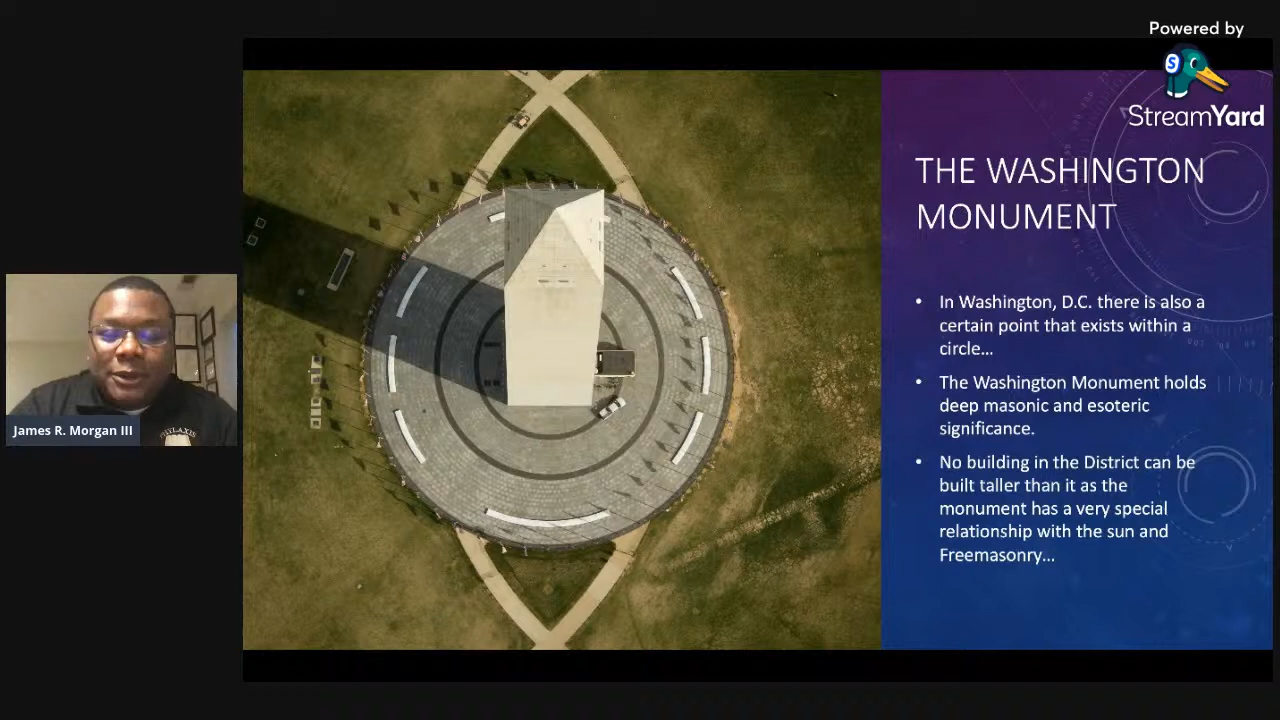 Powered by
StreamYard
THE WASHINGTON
MONUMENT
• In Washington, D.C. there is also a
certain point that exists within a
circle...
• The Washington Monument holds
deep masonic and esoteric
significance.
• No building in the District can be
built taller than it as the
monument has a very special
relationship with the sun and
Freemasonry...
James R. Morgan III
PHYLAXIS